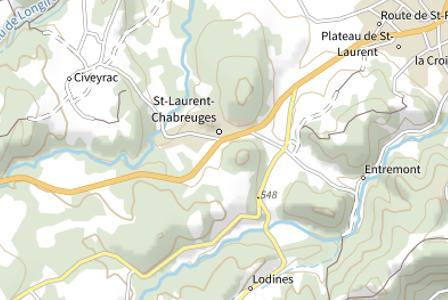 Route de St-
Plateau de St-
Laurent
la Croi
Civeyrac
St-Laurent-
Chabreuges
Entremont
548
Lodines